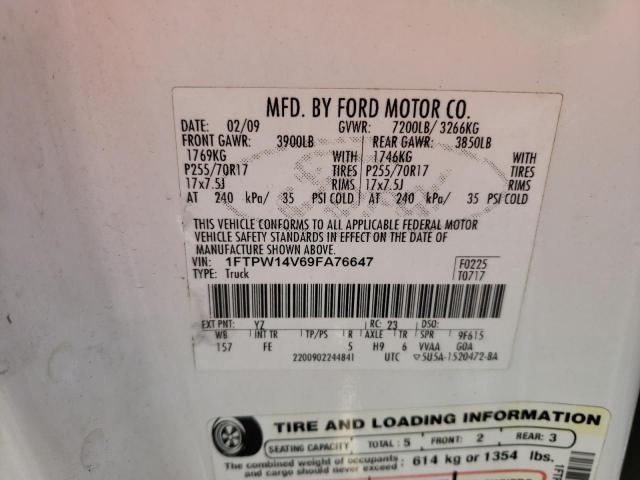 MFD. BY FORD MOTOR CO.
DATE: 02/09 GVWR: 7200LB/ 3266KG
FRONT GAWR: 3900LB REAR GAWR: 3850LB
1769KG WITH 1746KG WITH
P255/70R17 TIRES P255/70R17 TIRES
17x7.5J RIMS 17x7.5J RIMS
AT 240 kPa/ 35 PSI COLD AT 240 kPa/ 35 PSI COLD
THIS VEHICLE CONFORMS TO ALL APPLICABLE FEDERAL MOTOR
VEHICLE SAFETY STANDARDS IN EFFECT ON THE DATE OF
MANUFACTURE SHOWN ABOVE.
VIN: 1FTPW14V69FA76647 F0225
TYPE: Truck T0717
EXT PNT: YZ RC: 23 DSO:
WB INT TR TP/PS R AXLE TR SPR 9F615
157 FE 5 H9 6 VVAA GOA
2200902244841 UTC 5U5A-1520472-BA
TIRE AND LOADING INFORMATION
SEATING CAPACITY TOTAL: 5 FRONT: 2 REAR: 3
The combined weight of occupants
and cargo should never exceed: 614 kg or 1354 lbs.